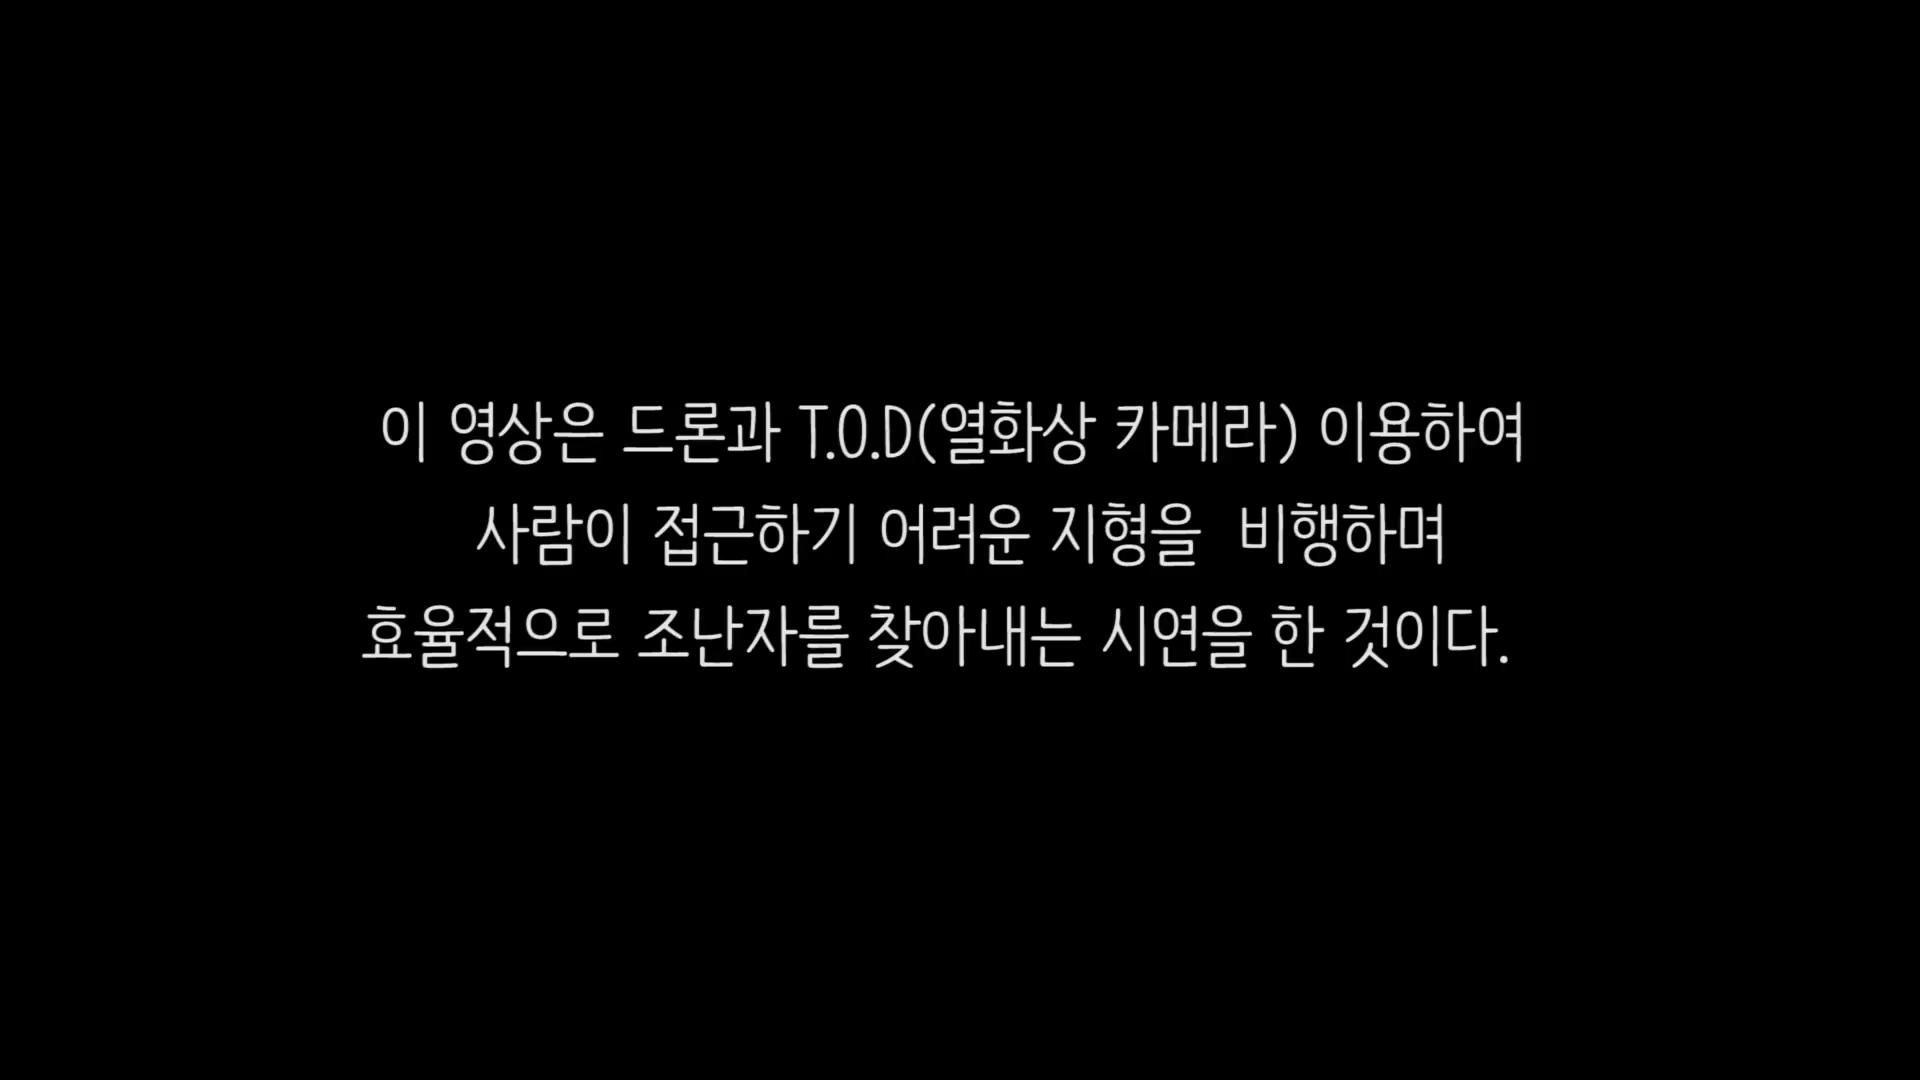 이 영상은 드론과 T.O.D(열화상 카메라) 이용하여
사람이 접근하기 어려운 지형을  비행하며
효율적으로 조난자를 찾아내는 시연을 한 것이다.